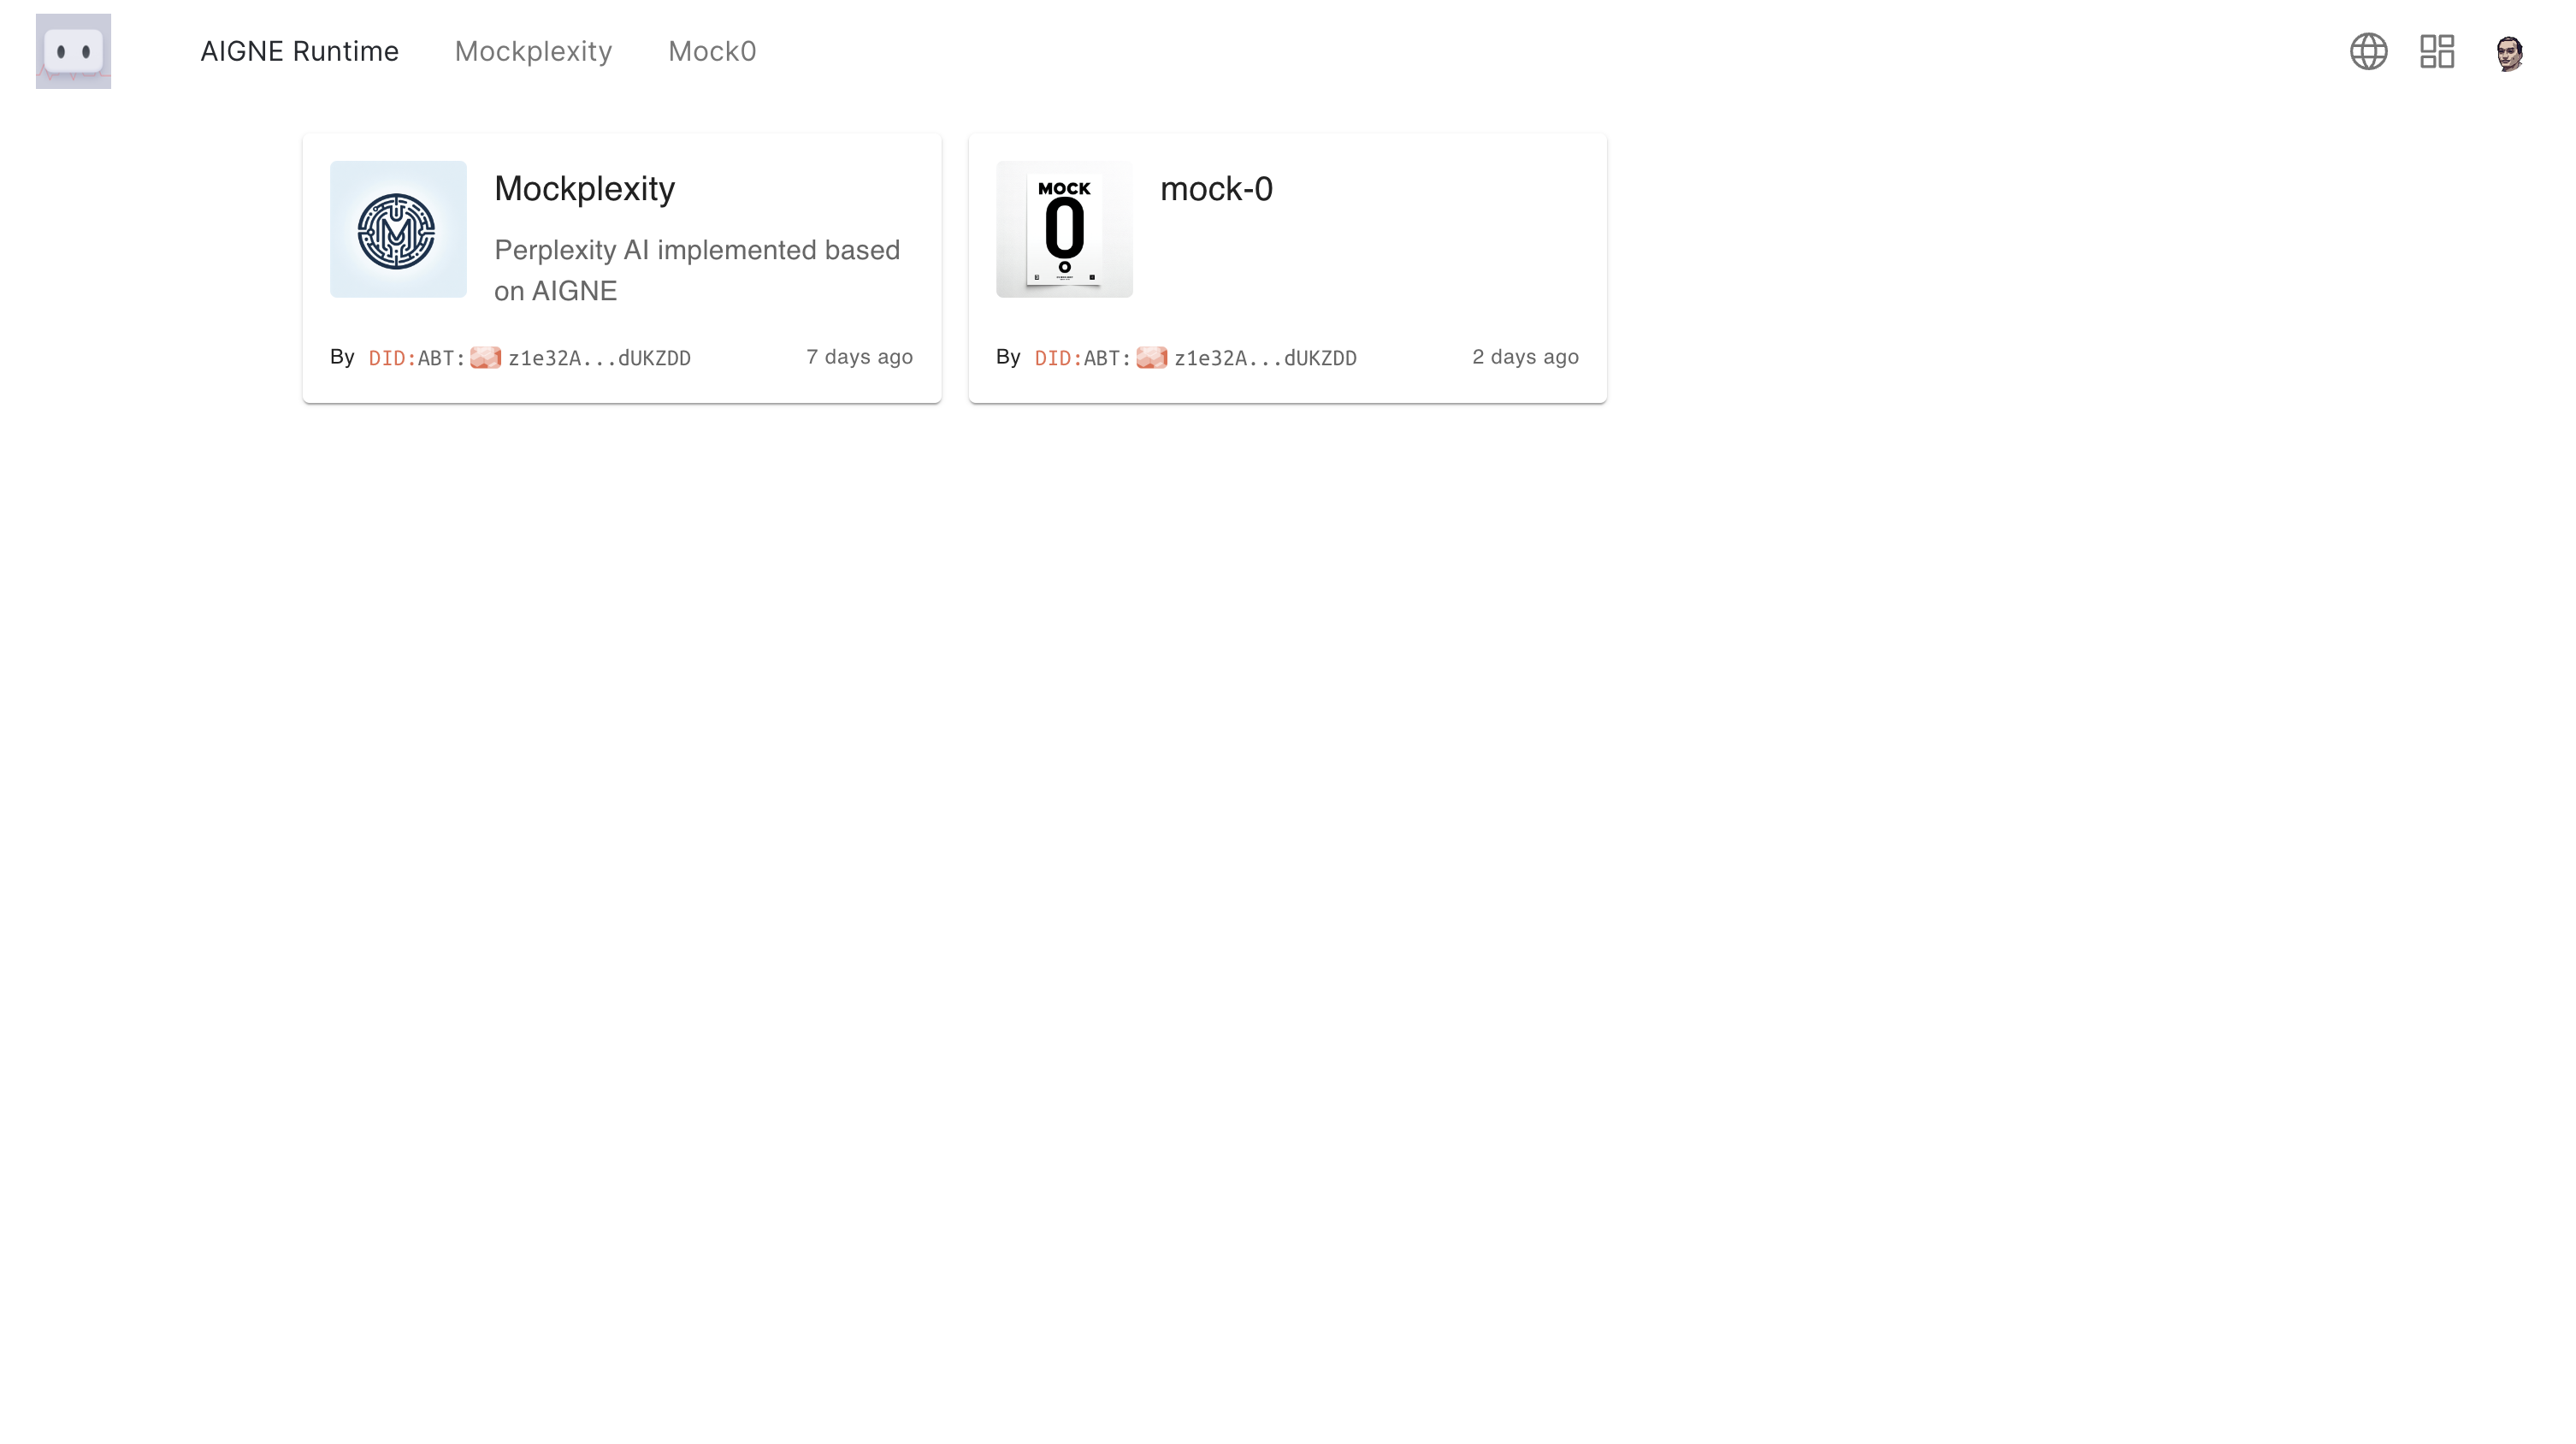 AIGNE Runtime
Mockplexity
Mock0
Mockplexity
Perplexity AI implemented based
on AIGNE
By DID:ABT: z1e32A...dUKZDD
7 days ago
MOCK
0
mock-0
By DID:ABT: z1e32A...dUKZDD
2 days ago